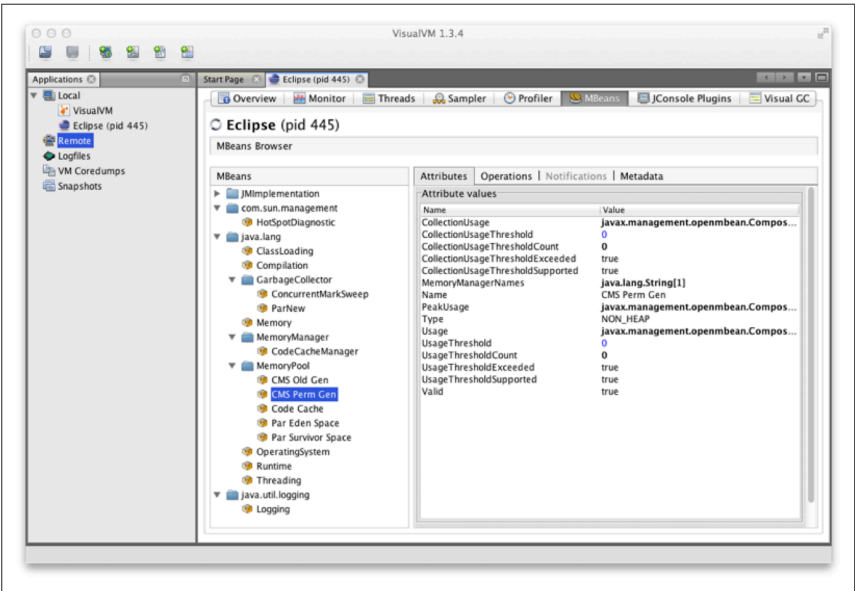 VisualVM 1.3.4
Applications
Start Page
Eclipse (pid 445)
Local
VisualVM
Eclipse (pid 445)
Remote
Logfiles
VM Coredumps
Snapshots
Overview
Monitor
Threads
Sampler
Profiler
MBeans
JConsole Plugins
Visual GC
Eclipse (pid 445)
MBeans Browser
MBeans
JMImplementation
com.sun.management
HotSpotDiagnostic
java.lang
ClassLoading
Compilation
GarbageCollector
ConcurrentMarkSweep
ParNew
Memory
MemoryManager
CodeCacheManager
MemoryPool
CMS Old Gen
CMS Perm Gen
Code Cache
Par Eden Space
Par Survivor Space
OperatingSystem
Runtime
Threading
java.util.logging
Logging
Attributes
Operations
Notifications
Metadata
Attribute values
Name Value
CollectionUsage javax.management.openmbean.Compos...
CollectionUsageThreshold 0
CollectionUsageThresholdCount 0
CollectionUsageThresholdExceeded true
CollectionUsageThresholdSupported true
MemoryManagerNames java.lang.String[1]
Name CMS Perm Gen
PeakUsage javax.management.openmbean.Compos...
Type NON_HEAP
Usage javax.management.openmbean.Compos...
UsageThreshold 0
UsageThresholdCount 0
UsageThresholdExceeded true
UsageThresholdSupported true
Valid true